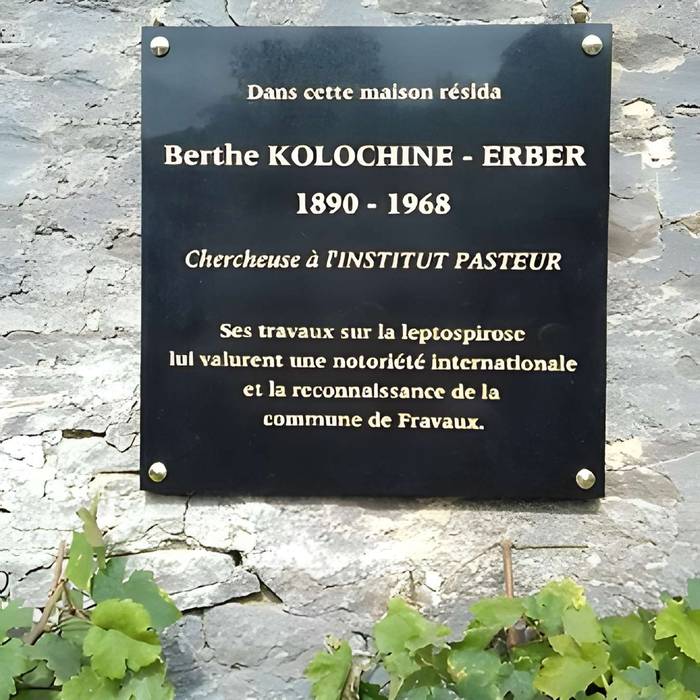 Dans cette maison résida
Berthe KOLOCHINE - ERBER
1890 - 1968
Chercheuse à l'INSTITUT PASTEUR
Ses travaux sur la leptospirose
lui valurent une notoriété internationale
et la reconnaissance de la
commune de Fravaux.